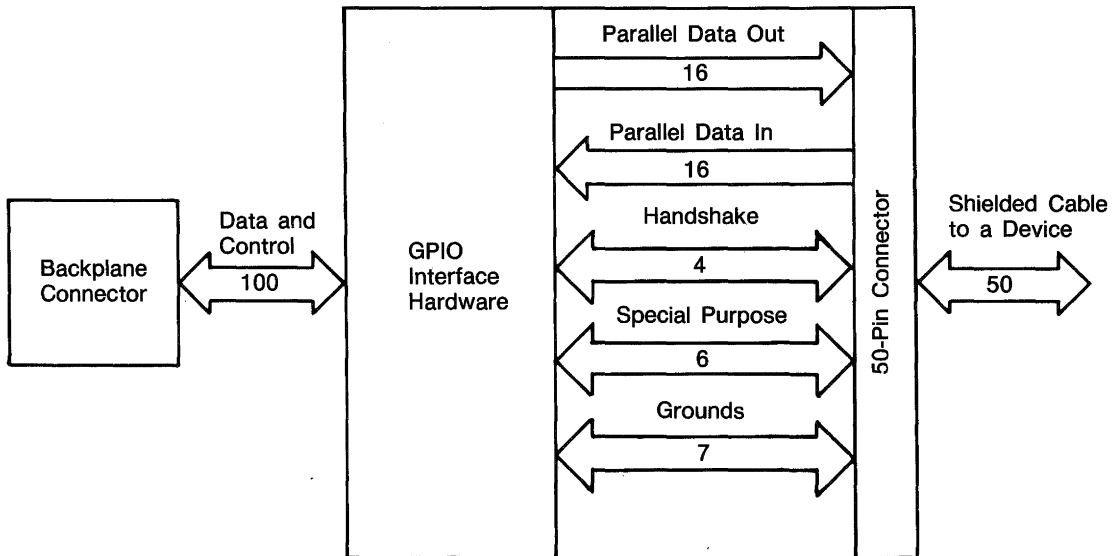 Parallel Data Out
16
Parallel Data In
16
Handshake
4
Special Purpose
6
Grounds
7
Backplane
Connector
Data and
Control
100
GPIO
Interface
Hardware
50-Pin Connector
Shielded Cable
to a Device
50